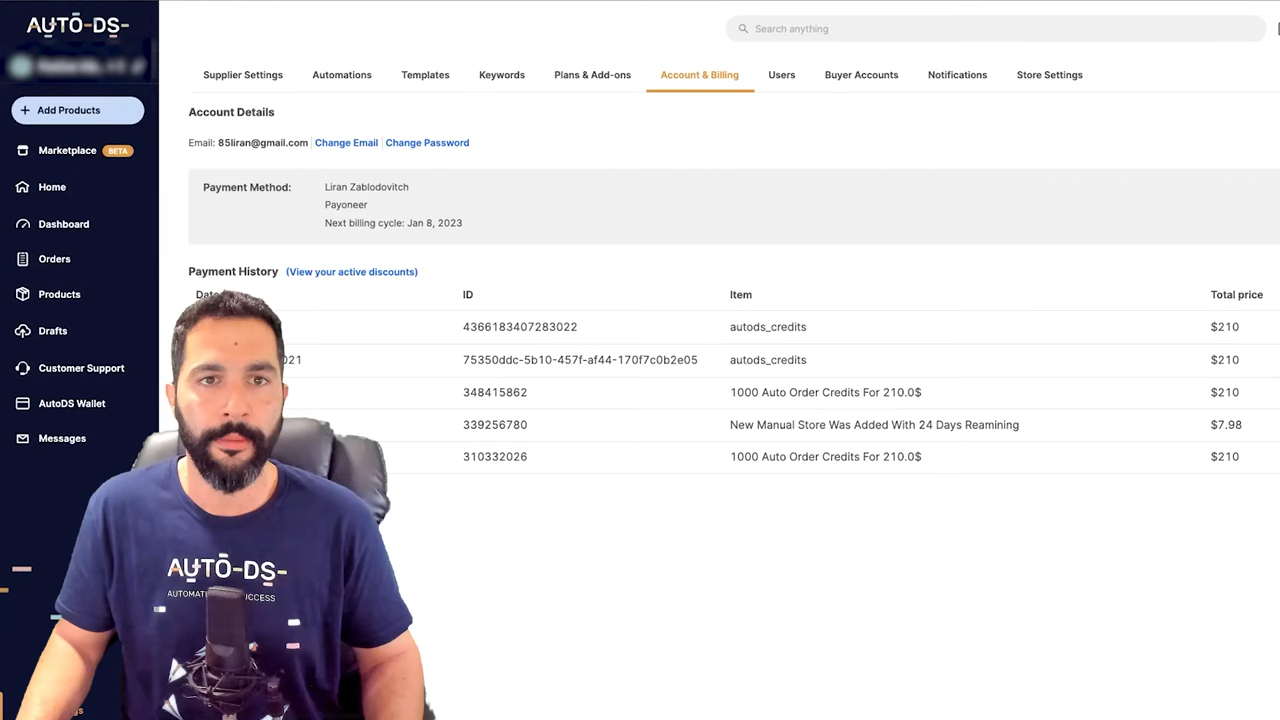 AUTO-DS-
Search anything
Supplier Settings Automations Templates Keywords Plans & Add-ons Account & Billing Users Buyer Accounts Notifications Store Settings
+ Add Products
Marketplace BETA
Home
Dashboard
Orders
Products
Drafts
Customer Support
AutoDS Wallet
Messages
Account Details
Email: 85liran@gmail.com Change Email Change Password
Payment Method: Liran Zablodovitch
Payoneer
Next billing cycle: Jan 8, 2023
Payment History (View your active discounts)
Date ID Item Total price
4366183407283022 autods_credits $210
021 75350ddc-5b10-457f-af44-170f7c0b2e05 autods_credits $210
348415862 1000 Auto Order Credits For 210.0$ $210
339256780 New Manual Store Was Added With 24 Days Reamining $7.98
310332026 1000 Auto Order Credits For 210.0$ $210
AUTO-DS-